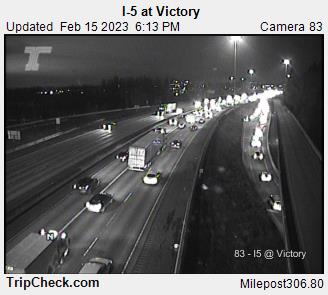 I-5 at Victory
Updated Feb 15 2023 6:13 PM Camera 83
83 - I5 @ Victory
TripCheck.com Milepost306.80